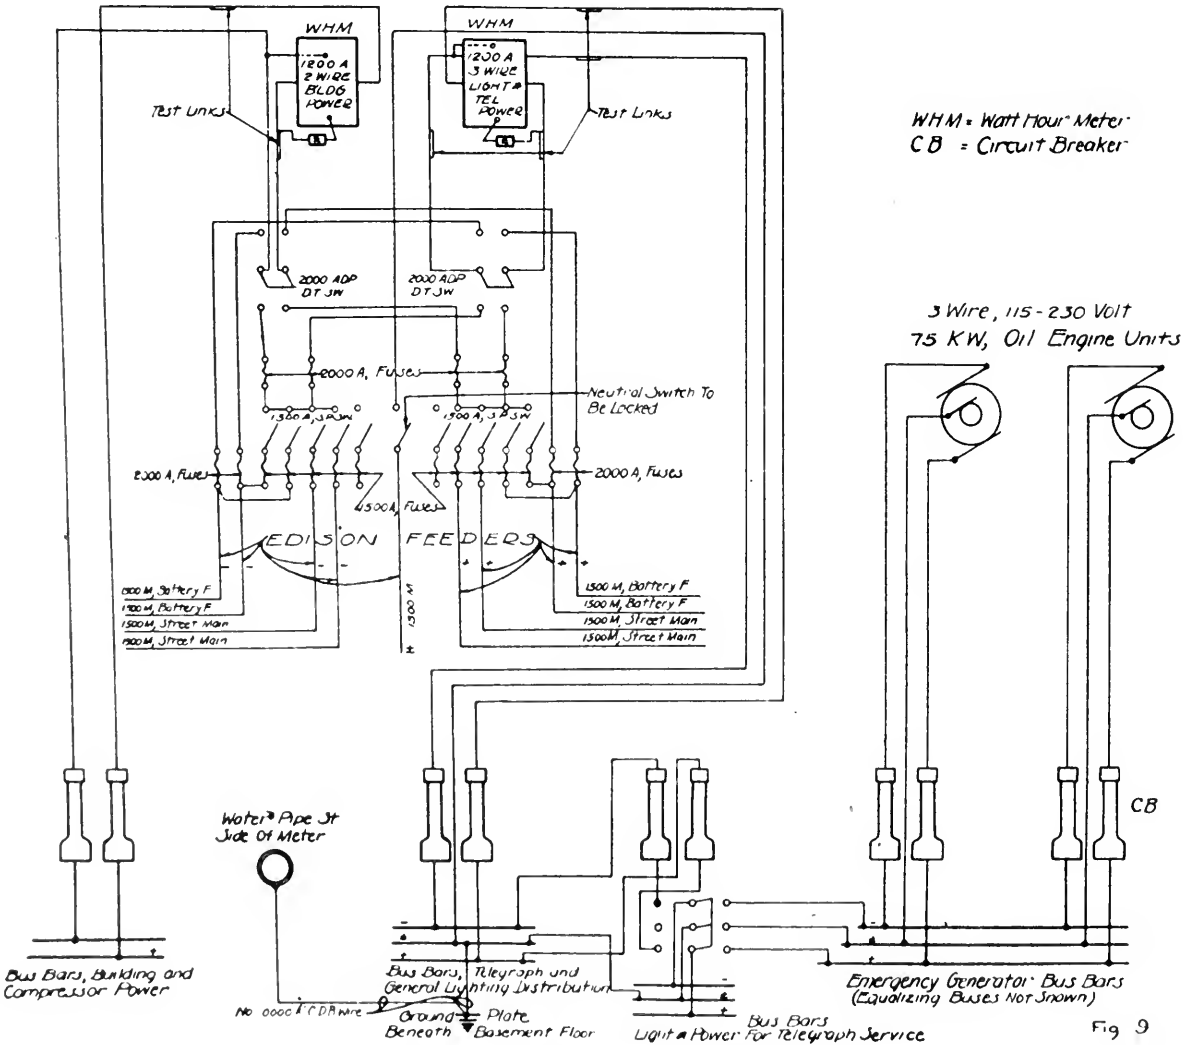 WHM
1200 A
2 WIRE
BLDG
POWER
WHM
1200 A
3 WIRE
LIGHT &
TEL
POWER
Test Links
Test Links
WHM = Watt Hour Meter
CB = Circuit Breaker
2000 A DP
DT SW
2000 A DP
DT SW
3 Wire, 115-230 Volt
75 KW, Oil Engine Units
2000 A, Fuses
Neutral Switch To
Be Locked
1500 A, SP SW
1500 A, SP SW
2000 A, Fuses
2000 A, Fuses
1500 A, Fuses
EDISON FEEDERS
- - - -
+ + + +
1500 M, Battery F
1500 M, Battery F
1500 M, Street Main
1500 M, Street Main
1500 M
±
1500 M, Battery F
1500 M, Battery F
1500 M, Street Main
1500 M, Street Main
CB
Water Pipe St
Side Of Meter
-
±
+
-
±
+
+
Bus Bars, Building and
Compressor Power
Bus Bars, Telegraph and
General Lighting Distribution
Emergency Generator Bus Bars
(Equalizing Buses Not Shown)
-
±
+
No 0000 RCDB Wire
Ground Plate
Beneath Basement Floor
Bus Bars
Light & Power For Telegraph Service
Fig 9